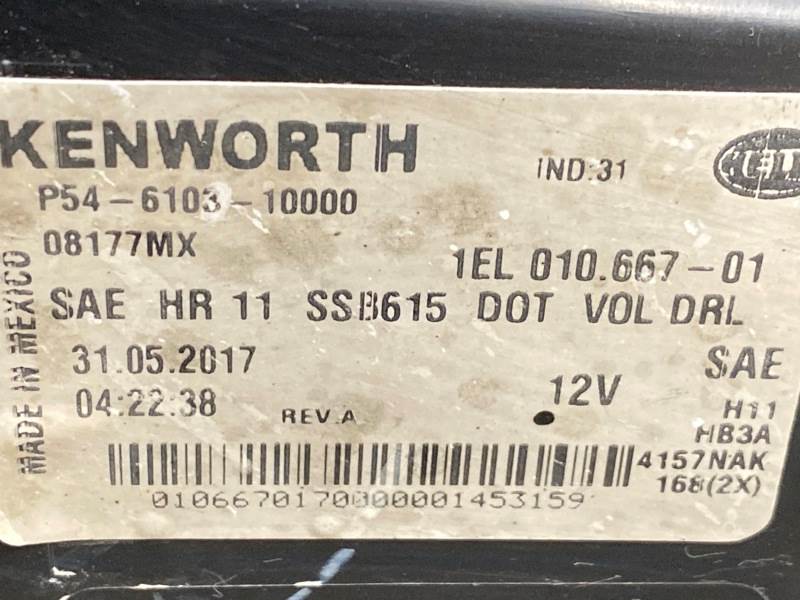 KENWORTH
IND:31
HELLA
P54-6103-10000
08177MX
1EL 010.667-01
SAE HR 11 SSB615 DOT VOL DRL
31.05.2017
SAE
04:22:38
12V
REV.A
H11
HB3A
4157NAK
168(2X)
MADE IN MEXICO